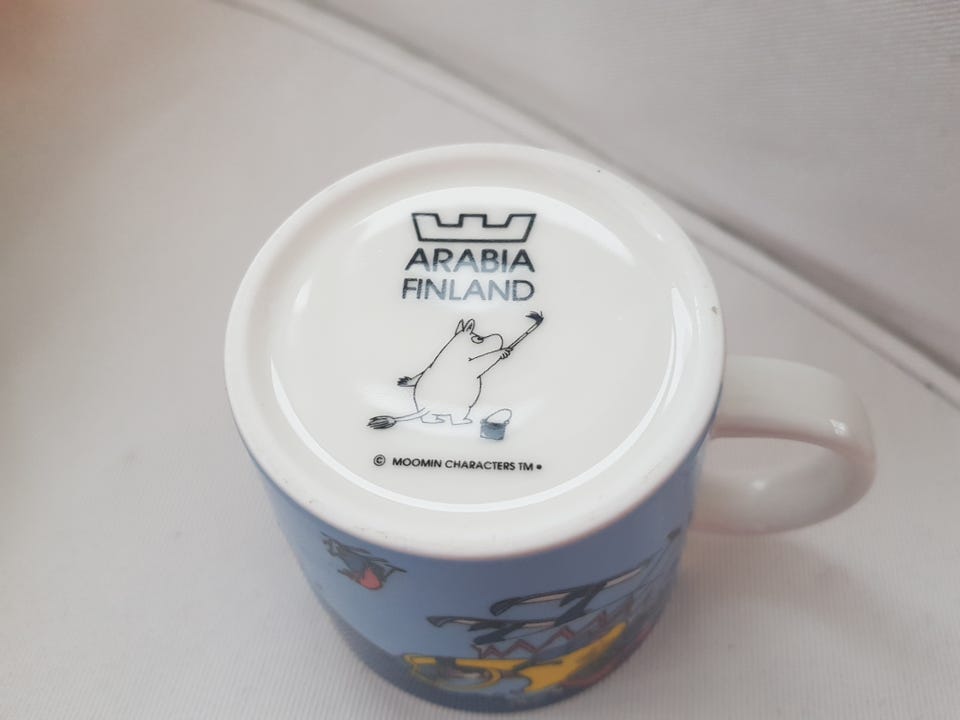 ARABIA
FINLAND
© MOOMIN CHARACTERS TM •